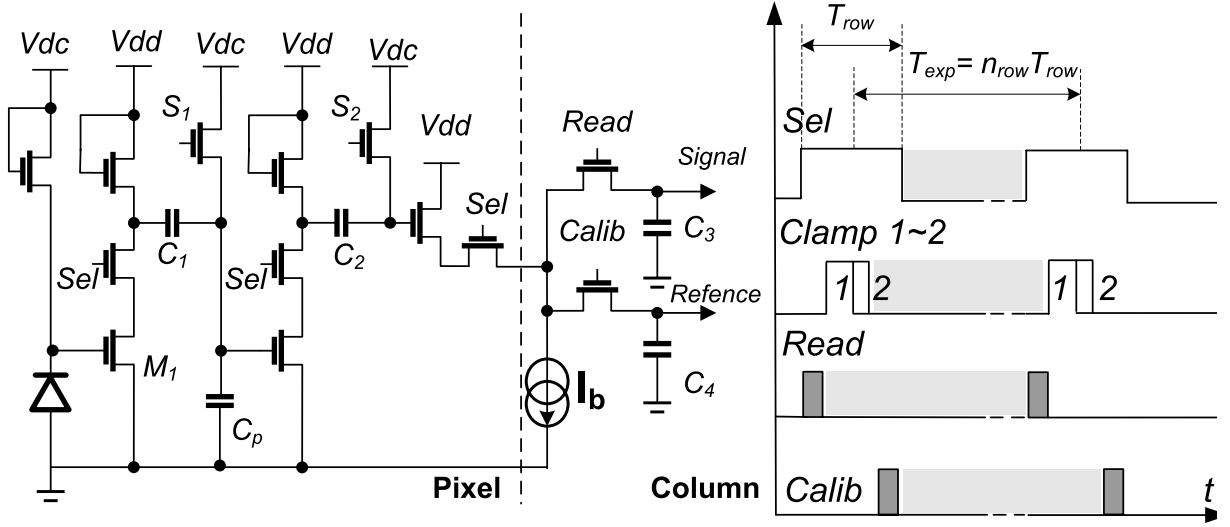 Vdc
Vdd
Vdc
Vdd
Vdc
S1
S2
Vdd
Sel
C1
C2
Sel
Sel
M1
Cp
Pixel
Read
Signal
C3
Calib
Refence
C4
Ib
Column
Trow
Texp= nrowTrow
Sel
Clamp 1~2
1 2
1 2
Read
Calib
t